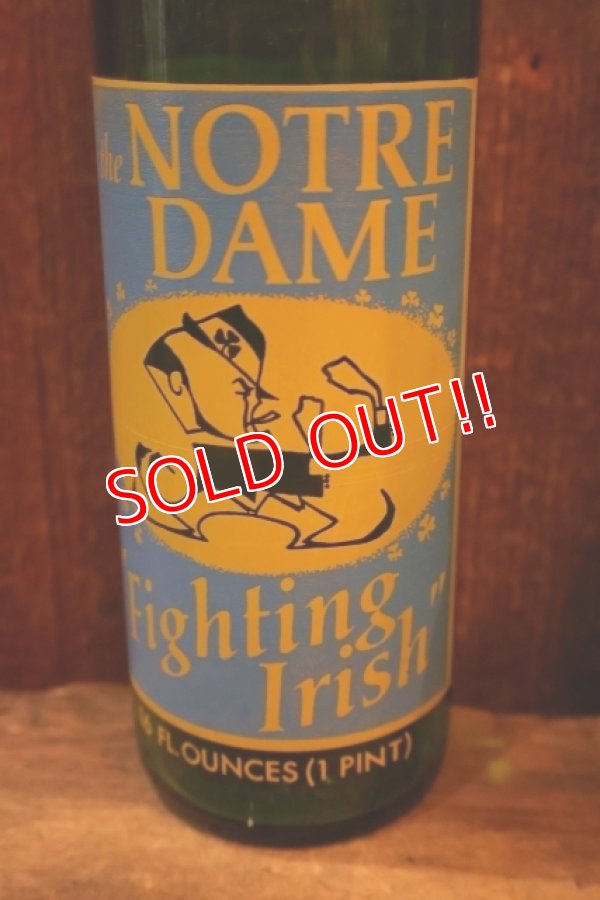 the NOTRE
DAME
SOLD OUT!!
"Fighting
Irish"
16 FL. OUNCES (1 PINT)